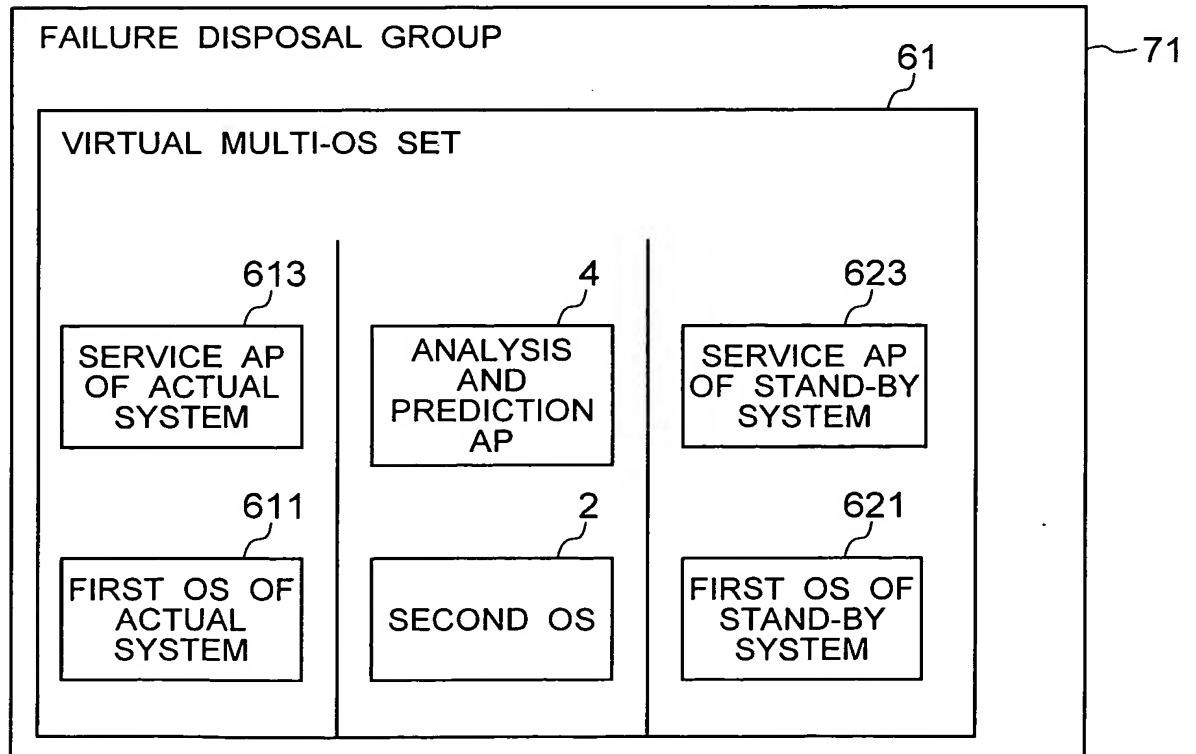 FAILURE DISPOSAL GROUP
71
61
VIRTUAL MULTI-OS SET
613
SERVICE AP
OF ACTUAL
SYSTEM
4
ANALYSIS
AND
PREDICTION
AP
623
SERVICE AP
OF STAND-BY
SYSTEM
611
FIRST OS OF
ACTUAL
SYSTEM
2
SECOND OS
621
FIRST OS OF
STAND-BY
SYSTEM